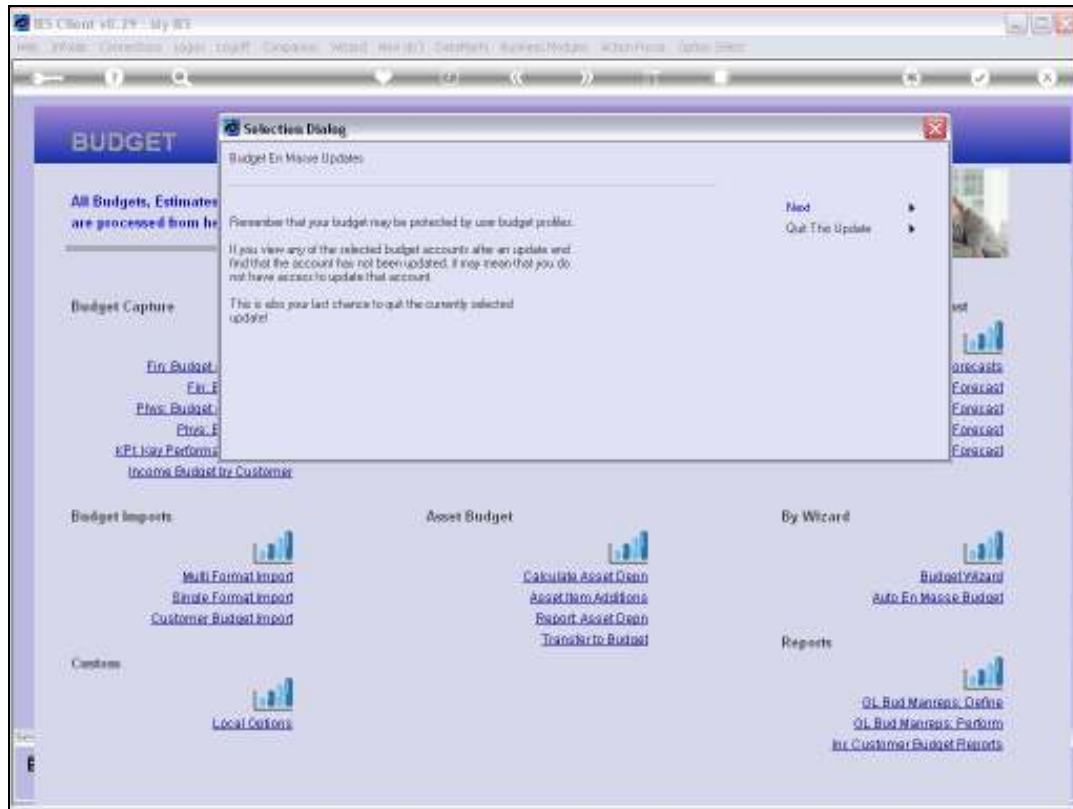 IES Client v0.29 : My IES
BUDGET
Selection Dialog
Budget En Masse Updates
All Budgets, Estimates
are processed from he
Remember that your budget may be protected by user budget profiles.
If you view any of the selected budget accounts after an update and
find that the account has not been updated, it may mean that you do
not have access to update that account.
This is also your last chance to quit the currently selected
update!
Next
Quit The Update
Budget Capture
Fin: Budget
Phys: Budget
Income Budget by Customer
orecasts
Forecast
Forecast
Forecast
Forecast
Budget Imports
Multi Format Import
Single Format Import
Customer Budget Import
Asset Budget
Calculate Asset Depn
Asset Item Additions
Report Asset Depn
Transfer to Budget
By Wizard
Budget Wizard
Auto En Masse Budget
Custom
Local Options
Reports
GL Bud Manreps: Define
GL Bud Manreps: Perform
Inc Customer Budget Reports